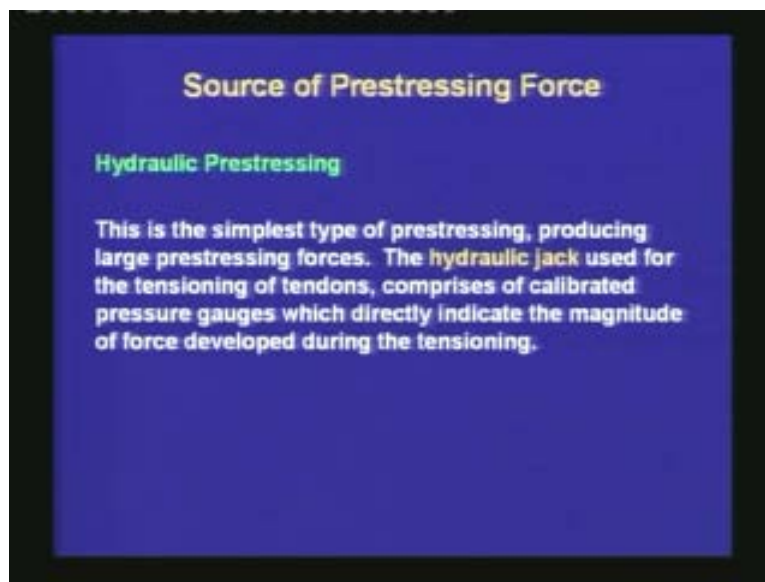 Source of Prestressing Force
Hydraulic Prestressing
This is the simplest type of prestressing, producing
large prestressing forces. The hydraulic jack used for
the tensioning of tendons, comprises of calibrated
pressure gauges which directly indicate the magnitude
of force developed during the tensioning.